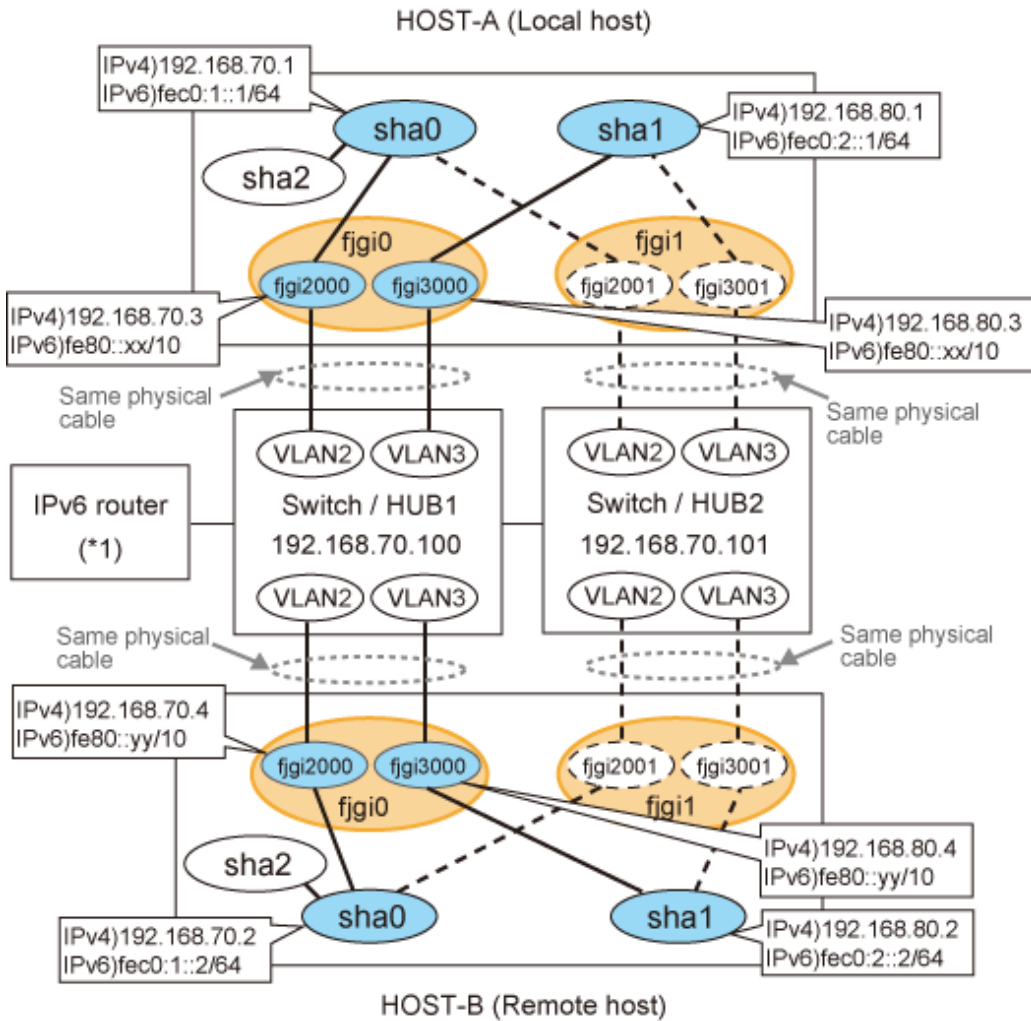 HOST-A (Local host)
IPv4)192.168.70.1
IPv6)fec0:1::1/64
sha0
sha1
IPv4)192.168.80.1
IPv6)fec0:2::1/64
sha2
fjgi0
fjgi1
fjgi2000
fjgi3000
fjgi2001
fjgi3001
IPv4)192.168.70.3
IPv6)fe80::xx/10
IPv4)192.168.80.3
IPv6)fe80::xx/10
Same physical
cable
Same physical
cable
VLAN2
VLAN3
VLAN2
VLAN3
IPv6 router
(*1)
Switch / HUB1
192.168.70.100
Switch / HUB2
192.168.70.101
VLAN2
VLAN3
VLAN2
VLAN3
Same physical
cable
Same physical
cable
IPv4)192.168.70.4
IPv6)fe80::yy/10
fjgi2000
fjgi3000
fjgi2001
fjgi3001
fjgi0
fjgi1
IPv4)192.168.80.4
IPv6)fe80::yy/10
sha2
sha0
sha1
IPv4)192.168.70.2
IPv6)fec0:1::2/64
IPv4)192.168.80.2
IPv6)fec0:2::2/64
HOST-B (Remote host)